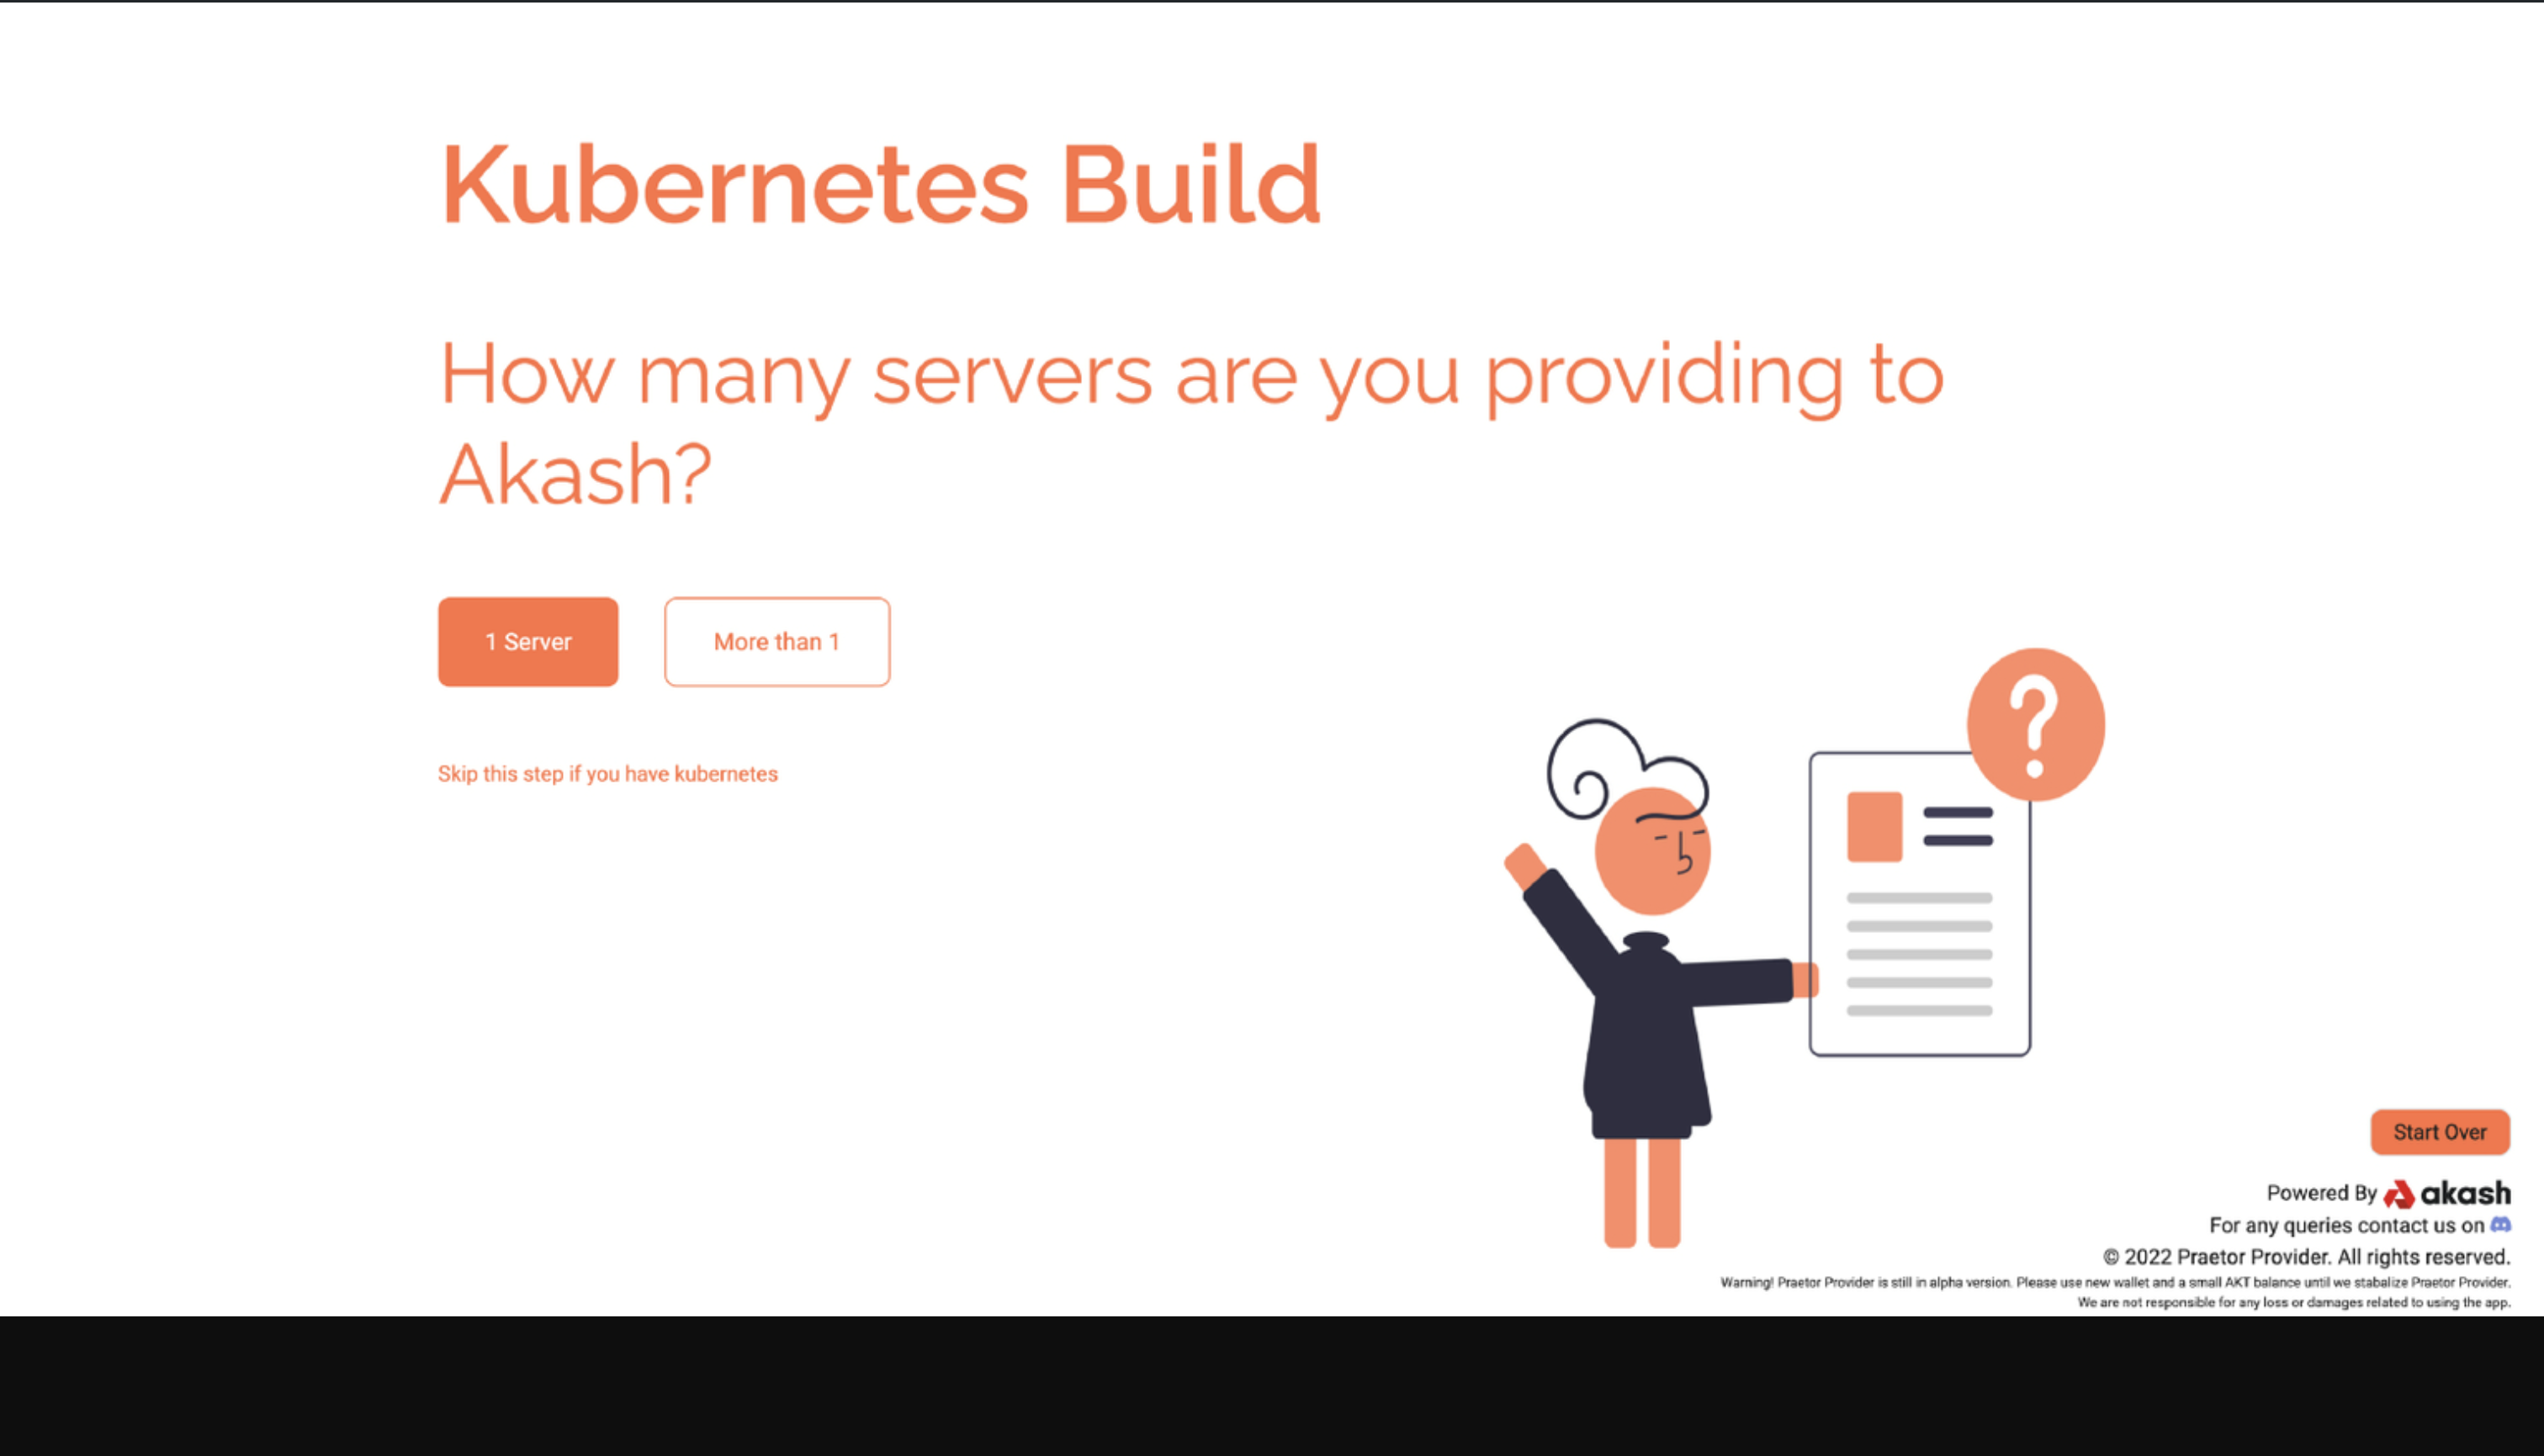 Kubernetes Build
How many servers are you providing to
Akash?
1 Server
More than 1
Skip this step if you have kubernetes
?
Start Over
Powered By akash
For any queries contact us on
© 2022 Praetor Provider. All rights reserved.
Warning! Praetor Provider is still in alpha version. Please use new wallet and a small AKT balance until we stabalize Praetor Provider.
We are not responsible for any loss or damages related to using the app.